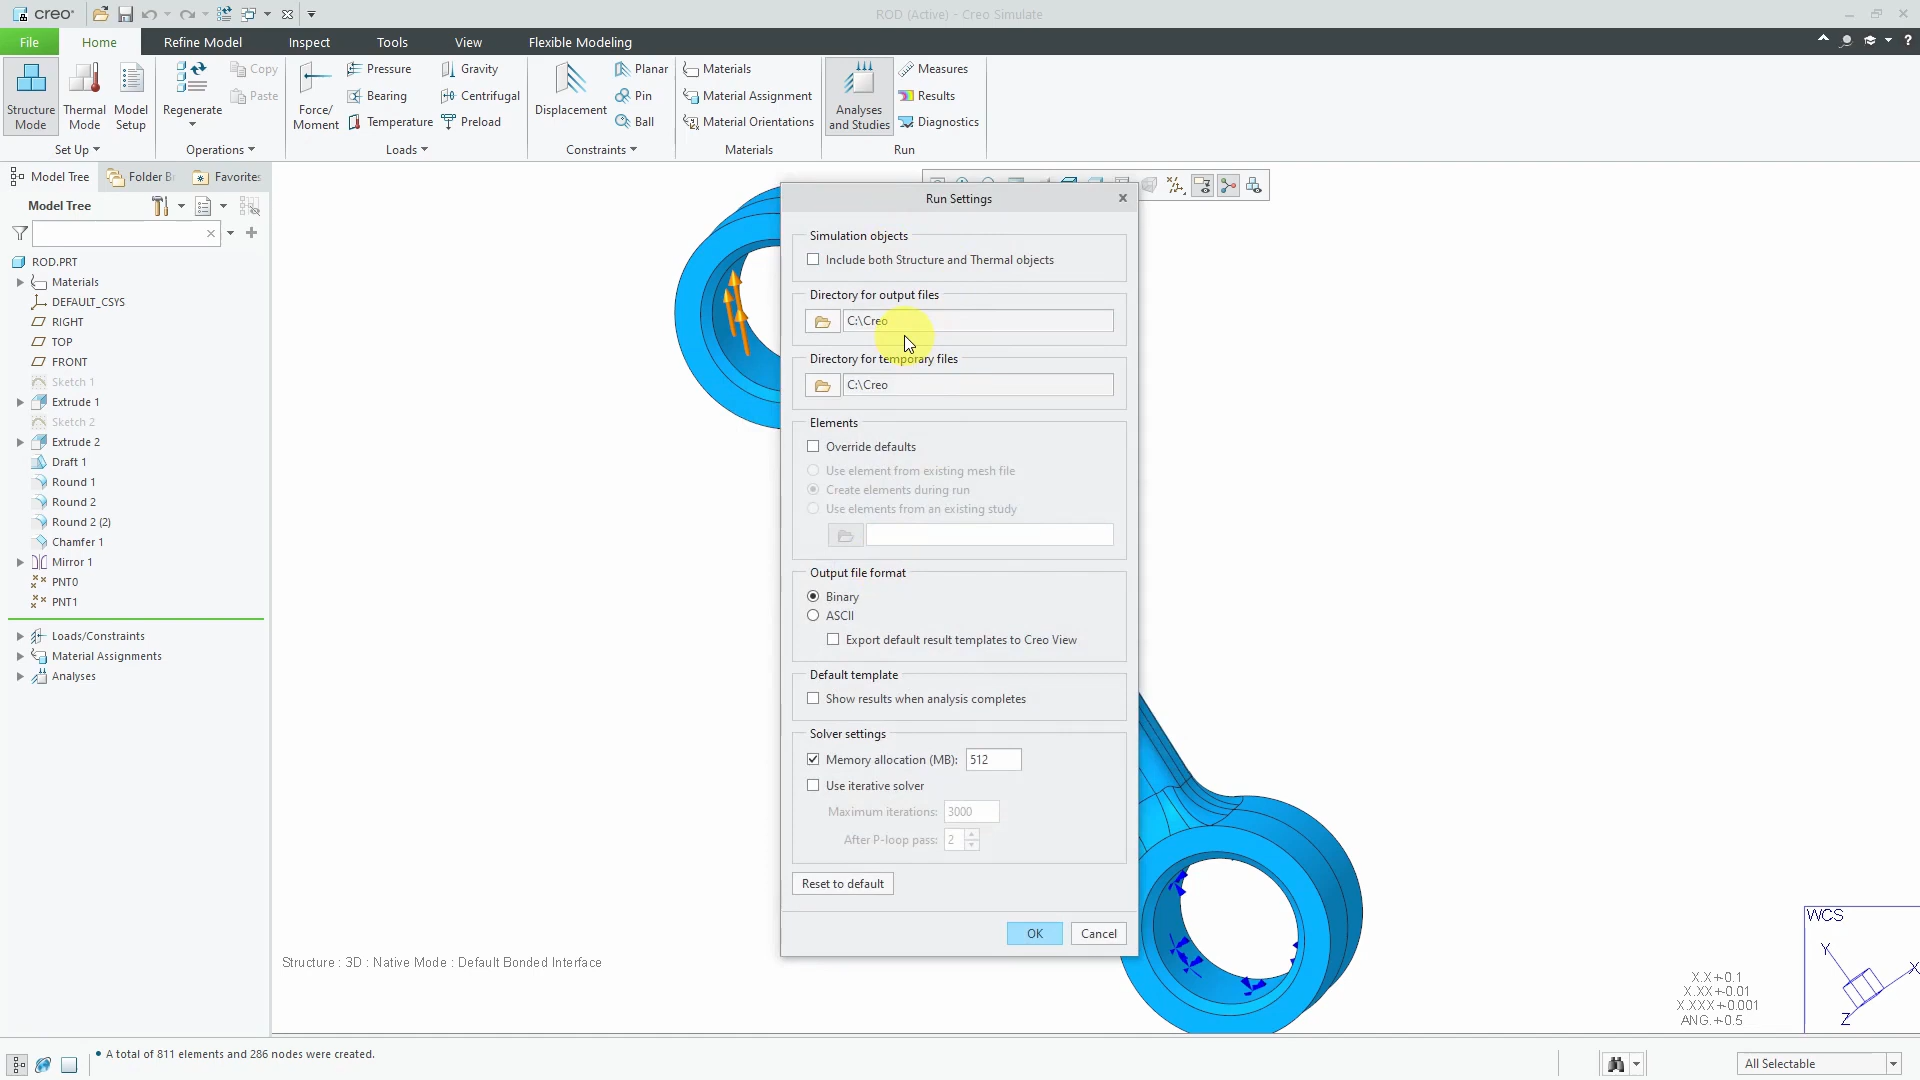 creo
ROD (Active) - Creo Simulate
File Home Refine Model Inspect Tools View Flexible Modeling
Structure Mode
Thermal Mode
Model Setup
Set Up
Regenerate
Copy
Paste
Operations
Force/ Moment
Pressure
Bearing
Temperature
Gravity
Centrifugal
Preload
Loads
Displacement
Planar
Pin
Ball
Constraints
Materials
Material Assignment
Material Orientations
Materials
Analyses and Studies
Measures
Results
Diagnostics
Run
Model Tree
Folder Br
Favorites
Model Tree
ROD.PRT
Materials
DEFAULT_CSYS
RIGHT
TOP
FRONT
Sketch 1
Extrude 1
Sketch 2
Extrude 2
Draft 1
Round 1
Round 2
Round 2 (2)
Chamfer 1
Mirror 1
PNT0
PNT1
Loads/Constraints
Material Assignments
Analyses
Run Settings
Simulation objects
Include both Structure and Thermal objects
Directory for output files
C:\Creo
Directory for temporary files
C:\Creo
Elements
Override defaults
Use element from existing mesh file
Create elements during run
Use elements from an existing study
Output file format
Binary
ASCII
Export default result templates to Creo View
Default template
Show results when analysis completes
Solver settings
Memory allocation (MB): 512
Use iterative solver
Maximum iterations: 3000
After P-loop pass: 2
Reset to default
OK
Cancel
Structure : 3D : Native Mode : Default Bonded Interface
X.X+-0.1
X.XX+-0.01
X.XXX+-0.001
ANG.+-0.5
WCS
Y
X
Z
• A total of 811 elements and 286 nodes were created.
All Selectable